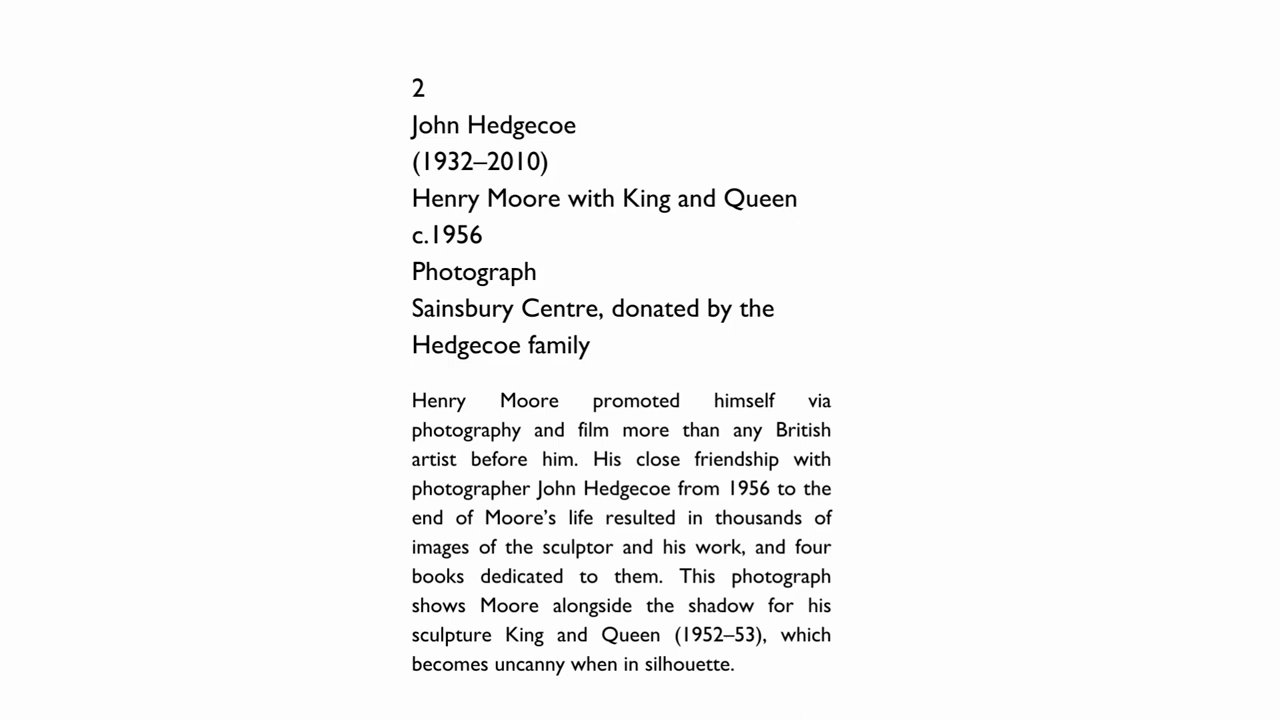 2
John Hedgecoe
(1932–2010)
Henry Moore with King and Queen
c.1956
Photograph
Sainsbury Centre, donated by the
Hedgecoe family
Henry Moore promoted himself via
photography and film more than any British
artist before him. His close friendship with
photographer John Hedgecoe from 1956 to the
end of Moore’s life resulted in thousands of
images of the sculptor and his work, and four
books dedicated to them. This photograph
shows Moore alongside the shadow for his
sculpture King and Queen (1952–53), which
becomes uncanny when in silhouette.